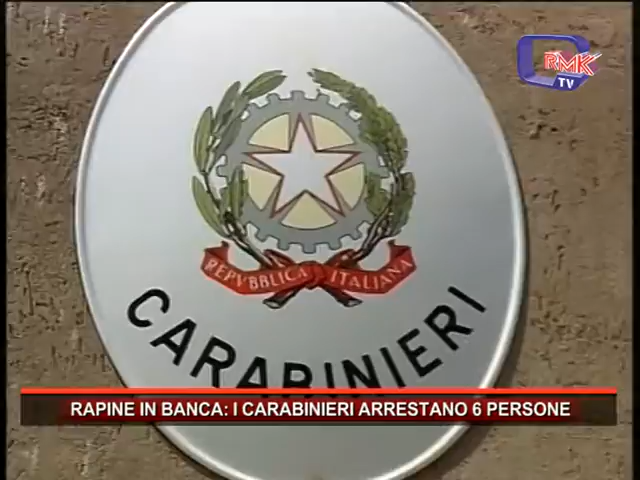 RMK
TV
REPVBBLICA ITALIANA
CARABINIERI
RAPINE IN BANCA: I CARABINIERI ARRESTANO 6 PERSONE